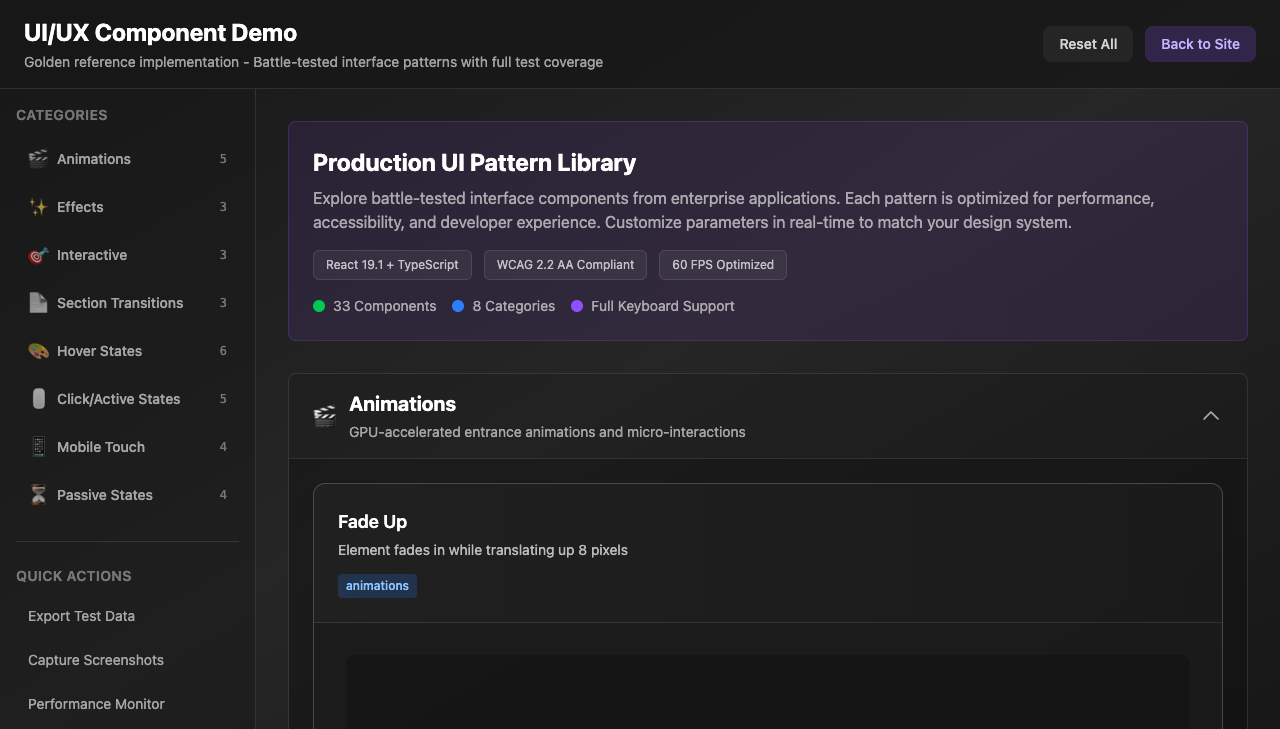 UI/UX Component Demo
Golden reference implementation - Battle-tested interface patterns with full test coverage
Reset All
Back to Site
CATEGORIES
Animations 5
Effects 3
Interactive 3
Section Transitions 3
Hover States 6
Click/Active States 5
Mobile Touch 4
Passive States 4
QUICK ACTIONS
Export Test Data
Capture Screenshots
Performance Monitor
Production UI Pattern Library
Explore battle-tested interface components from enterprise applications. Each pattern is optimized for performance,
accessibility, and developer experience. Customize parameters in real-time to match your design system.
React 19.1 + TypeScript
WCAG 2.2 AA Compliant
60 FPS Optimized
33 Components
8 Categories
Full Keyboard Support
Animations
GPU-accelerated entrance animations and micro-interactions
Fade Up
Element fades in while translating up 8 pixels
animations